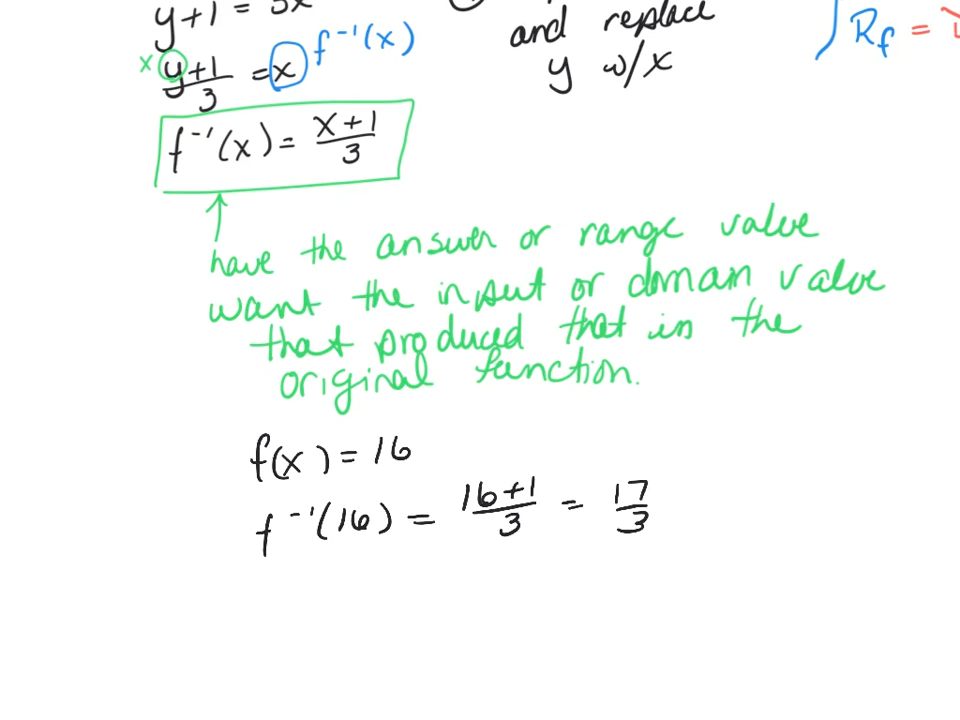 y+1 = 3x
x y+1/3 = x f⁻¹(x)
and replace
y w/x
R_f =
f⁻¹(x) = x+1/3
have the answer or range value
want the input or domain value
that produced that in the
original function.
f(x) = 16
f⁻¹(16) = 16+1/3 = 17/3